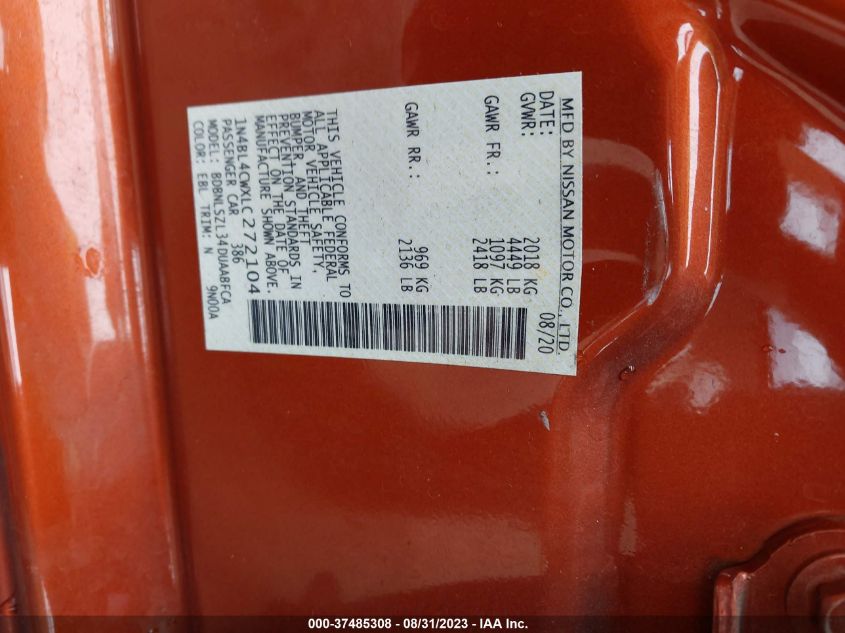 MFD BY NISSAN MOTOR CO., LTD.
DATE: 08/20
GVWR: 2018 KG
4449 LB
GAWR FR.: 1097 KG
2418 LB
GAWR RR.: 969 KG
2136 LB
THIS VEHICLE CONFORMS TO
ALL APPLICABLE FEDERAL
MOTOR VEHICLE SAFETY,
BUMPER, AND THEFT
PREVENTION STANDARDS IN
EFFECT ON THE DATE OF
MANUFACTURE SHOWN ABOVE.
1N4BL4CWXLC272104
PASSENGER CAR 386
MODEL: BDBNLSZL34DUAABFCA
COLOR: EBL TRIM: N 9N00A
000-37485308 - 08/31/2023 - IAA Inc.